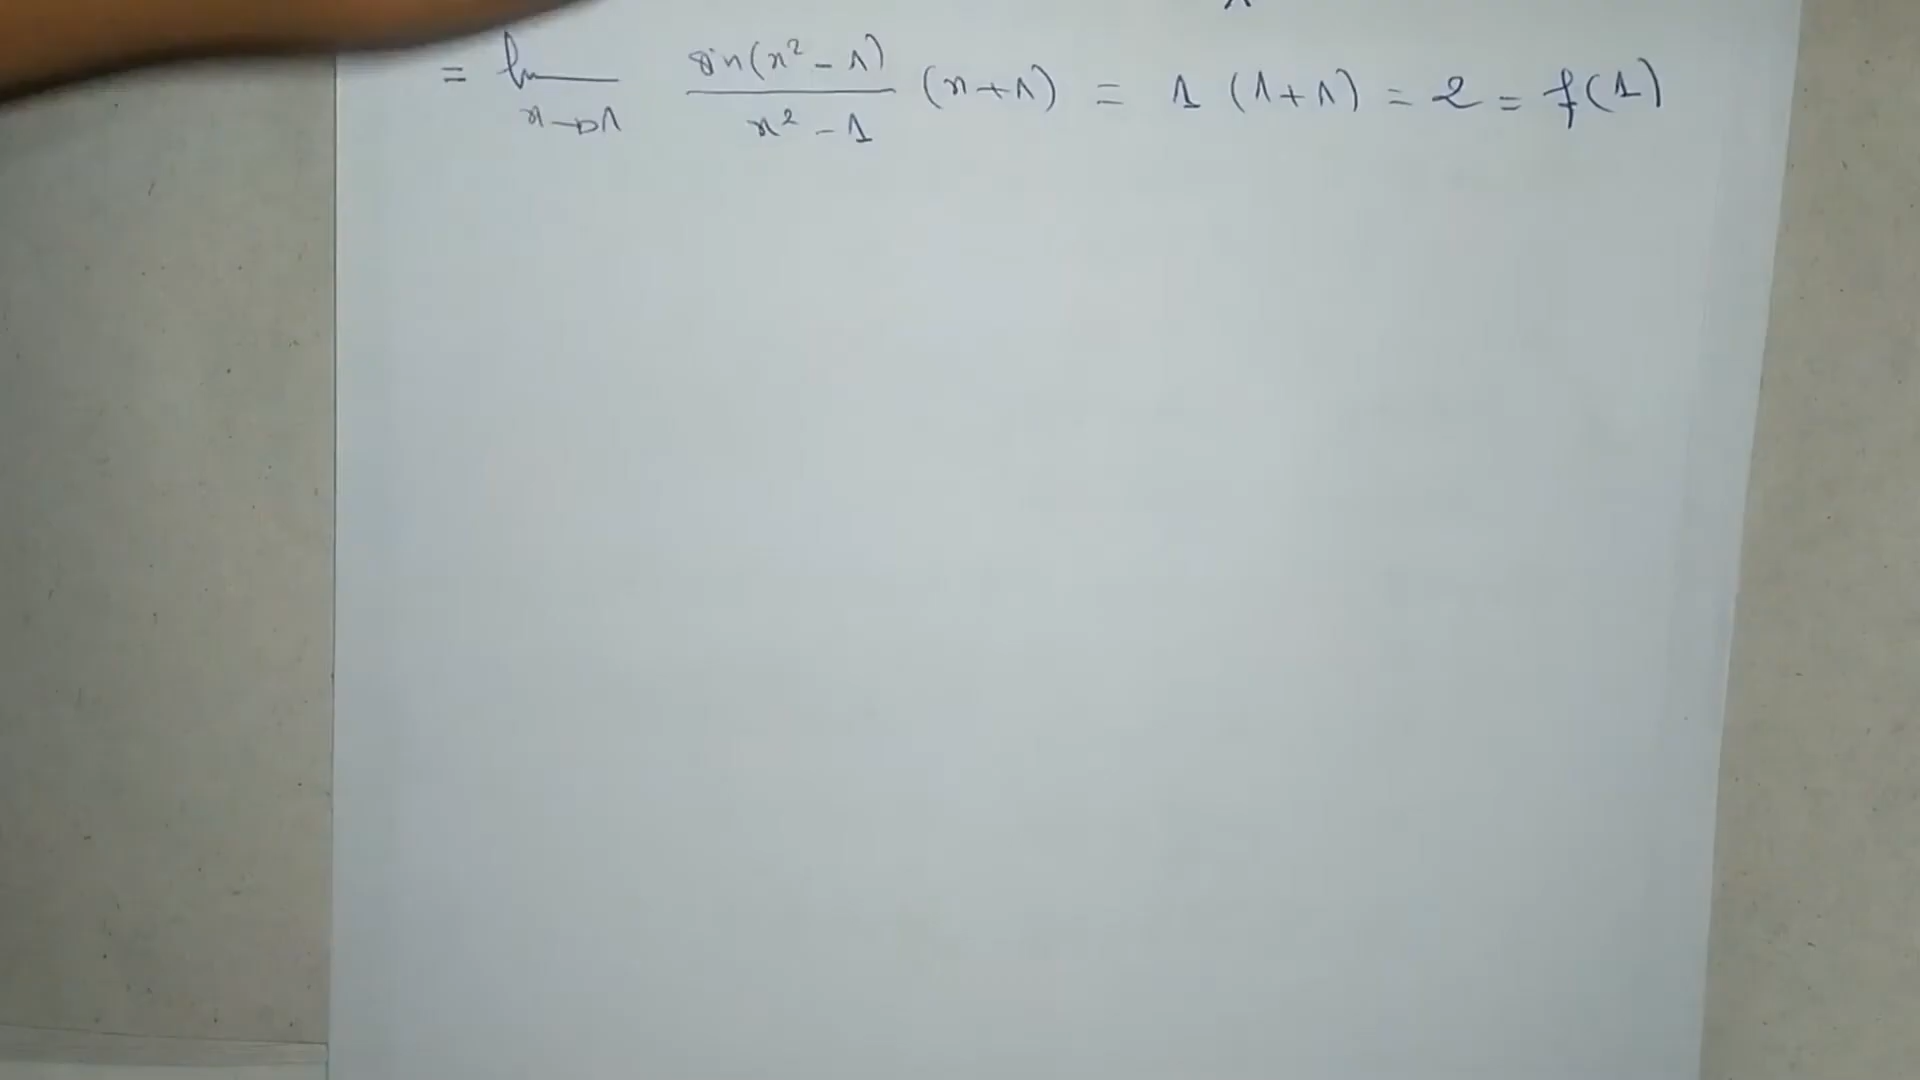 = lim x→1 sin(x² - 1) / x² - 1 (x+1) = 1 (1+1) = 2 = f(1)